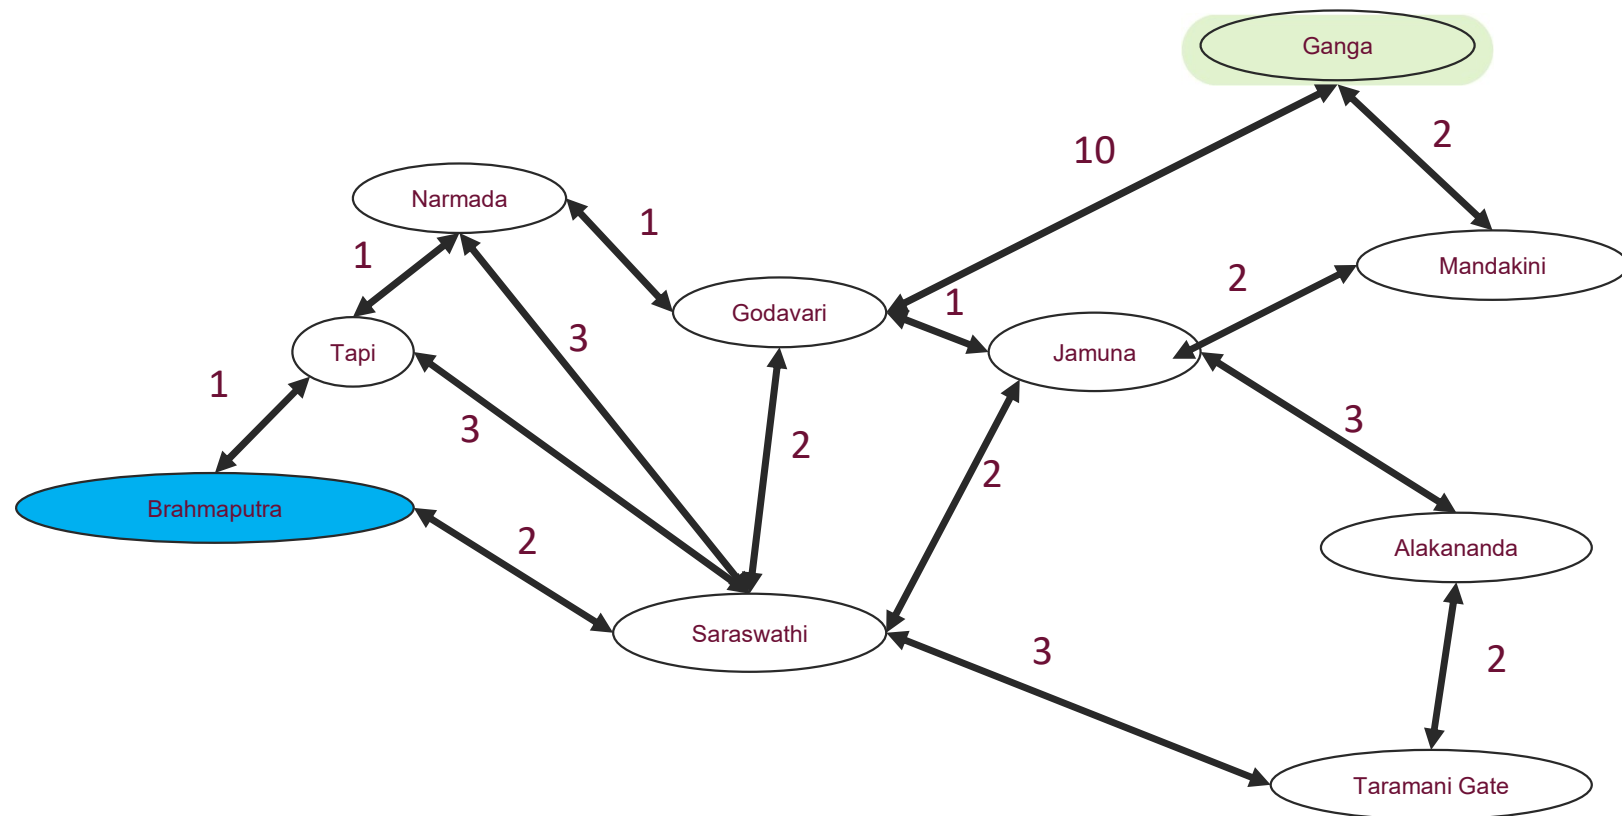 Ganga
10
2
Narmada
1
1
Mandakini
2
Godavari
1
3
Tapi
Jamuna
1
3
3
2
2
Brahmaputra
2
Alakananda
Saraswathi
3
2
Taramani Gate